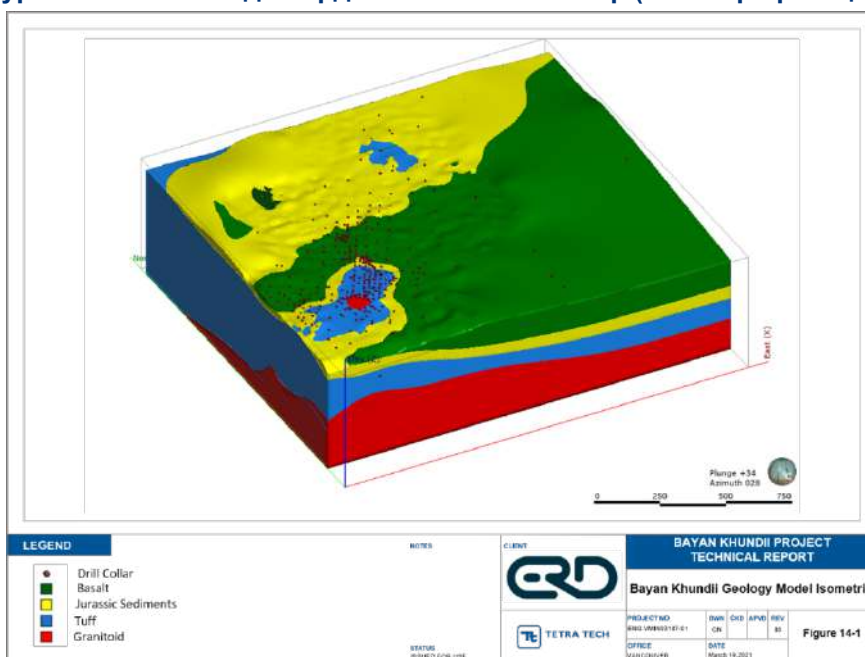 East (X)
Plunge +34
Azimuth 028
0 250 500 750
LEGEND
Drill Collar
Basalt
Jurassic Sediments
Tuff
Granitoid
NOTES
STATUS
CLIENT
ERD
TETRA TECH
BAYAN KHUNDII PROJECT
TECHNICAL REPORT
Bayan Khundii Geology Model Isometri
PROJECT NO
DWN CKD APVD REV
CN
OFFICE
DATE
March 19,2021
Figure 14-1